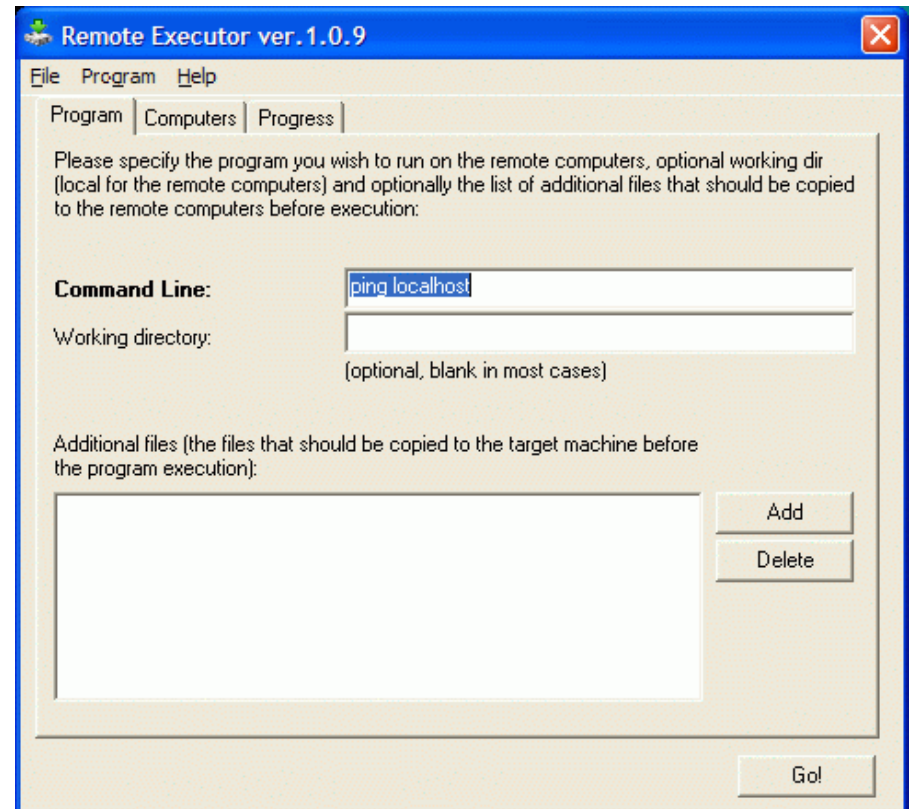 Remote Executor ver.1.0.9
File Program Help
Program Computers Progress
Please specify the program you wish to run on the remote computers, optional working dir
(local for the remote computers) and optionally the list of additional files that should be copied
to the remote computers before execution:
Command Line: ping localhost
Working directory:
(optional, blank in most cases)
Additional files (the files that should be copied to the target machine before
the program execution):
Add
Delete
Go!